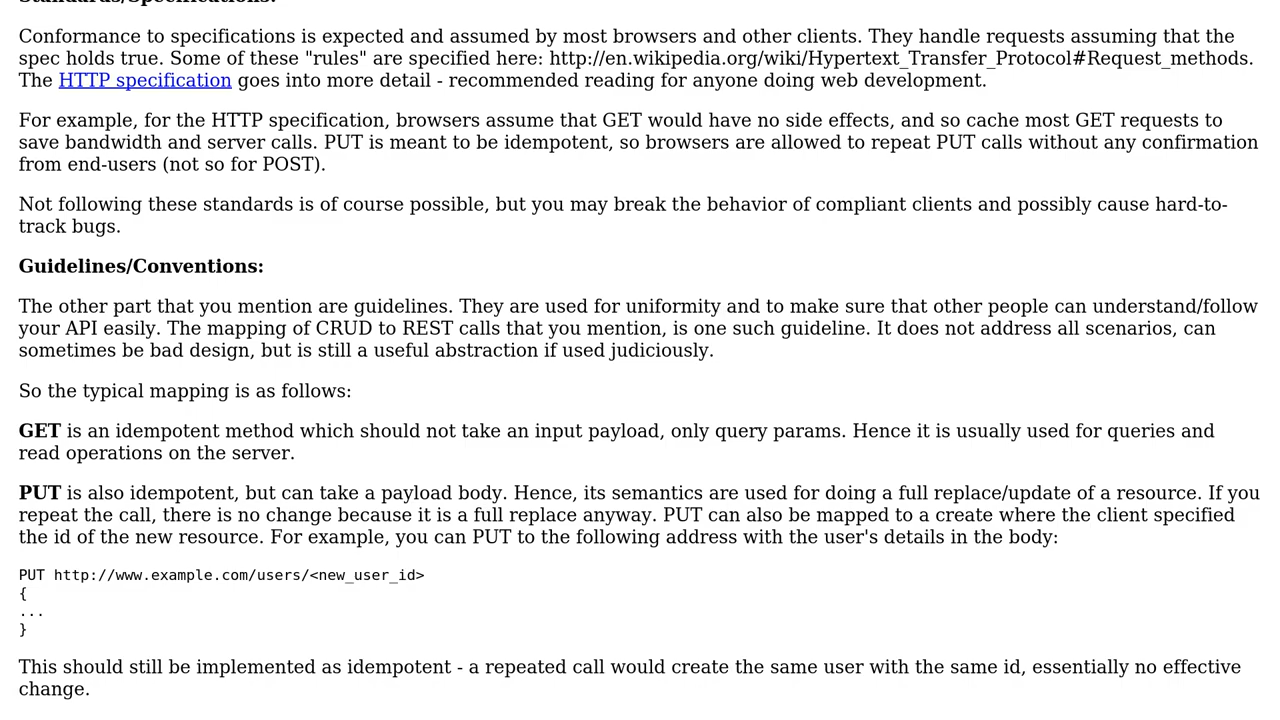 Standards/Specifications:
Conformance to specifications is expected and assumed by most browsers and other clients. They handle requests assuming that the
spec holds true. Some of these "rules" are specified here: http://en.wikipedia.org/wiki/Hypertext_Transfer_Protocol#Request_methods.
The HTTP specification goes into more detail - recommended reading for anyone doing web development.
For example, for the HTTP specification, browsers assume that GET would have no side effects, and so cache most GET requests to
save bandwidth and server calls. PUT is meant to be idempotent, so browsers are allowed to repeat PUT calls without any confirmation
from end-users (not so for POST).
Not following these standards is of course possible, but you may break the behavior of compliant clients and possibly cause hard-to-
track bugs.
Guidelines/Conventions:
The other part that you mention are guidelines. They are used for uniformity and to make sure that other people can understand/follow
your API easily. The mapping of CRUD to REST calls that you mention, is one such guideline. It does not address all scenarios, can
sometimes be bad design, but is still a useful abstraction if used judiciously.
So the typical mapping is as follows:
GET is an idempotent method which should not take an input payload, only query params. Hence it is usually used for queries and
read operations on the server.
PUT is also idempotent, but can take a payload body. Hence, its semantics are used for doing a full replace/update of a resource. If you
repeat the call, there is no change because it is a full replace anyway. PUT can also be mapped to a create where the client specified
the id of the new resource. For example, you can PUT to the following address with the user's details in the body:
PUT http://www.example.com/users/<new_user_id>
{
...
}
This should still be implemented as idempotent - a repeated call would create the same user with the same id, essentially no effective
change.